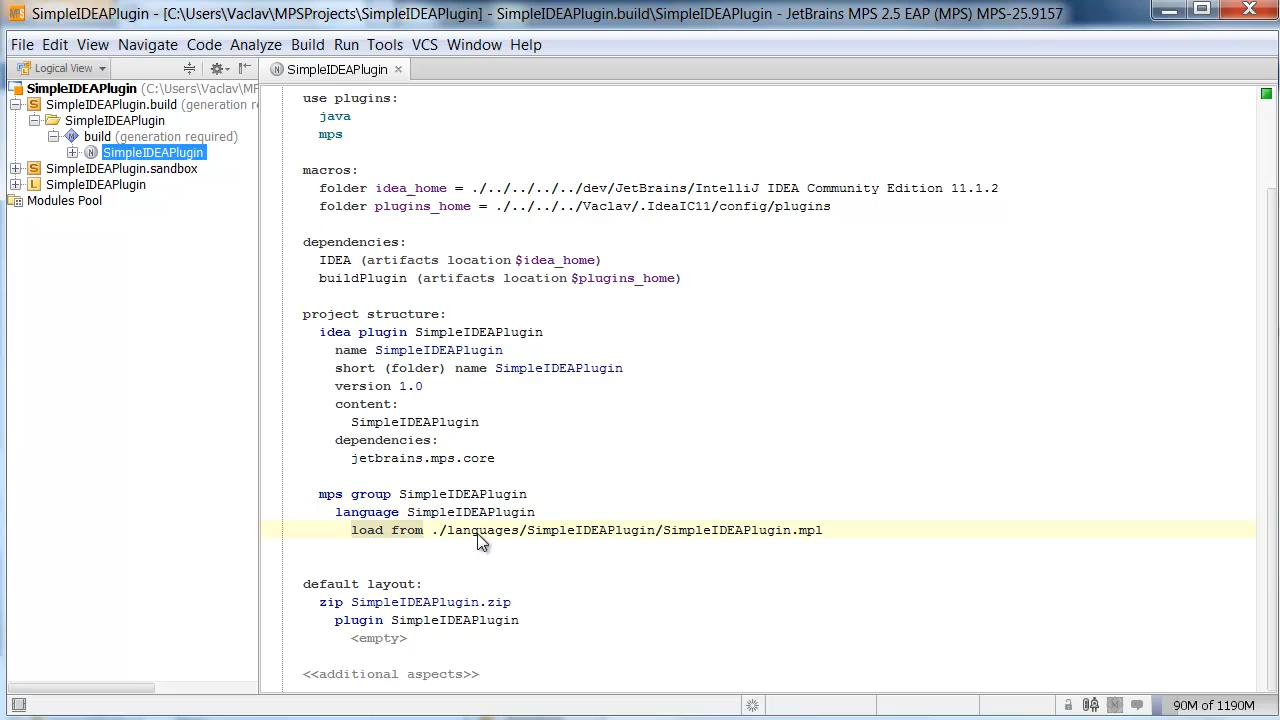 SimpleIDEAPlugin - [C:\Users\Vaclav\MPSProjects\SimpleIDEAPlugin] - SimpleIDEAPlugin.build\SimpleIDEAPlugin - JetBrains MPS 2.5 EAP (MPS) MPS-25.9157
File Edit View Navigate Code Analyze Build Run Tools VCS Window Help
Logical View
SimpleIDEAPlugin
SimpleIDEAPlugin (C:\Users\Vaclav\MP
SimpleIDEAPlugin.build (generation re
SimpleIDEAPlugin
build (generation required)
SimpleIDEAPlugin
SimpleIDEAPlugin.sandbox
SimpleIDEAPlugin
Modules Pool
use plugins:
java
mps
macros:
folder idea_home = ./../../../../dev/JetBrains/IntelliJ IDEA Community Edition 11.1.2
folder plugins_home = ./../../../Vaclav/.IdeaIC11/config/plugins
dependencies:
IDEA (artifacts location $idea_home)
buildPlugin (artifacts location $plugins_home)
project structure:
idea plugin SimpleIDEAPlugin
name SimpleIDEAPlugin
short (folder) name SimpleIDEAPlugin
version 1.0
content:
SimpleIDEAPlugin
dependencies:
jetbrains.mps.core
mps group SimpleIDEAPlugin
language SimpleIDEAPlugin
load from ./languages/SimpleIDEAPlugin/SimpleIDEAPlugin.mpl
default layout:
zip SimpleIDEAPlugin.zip
plugin SimpleIDEAPlugin
<empty>
<<additional aspects>>
90M of 1190M